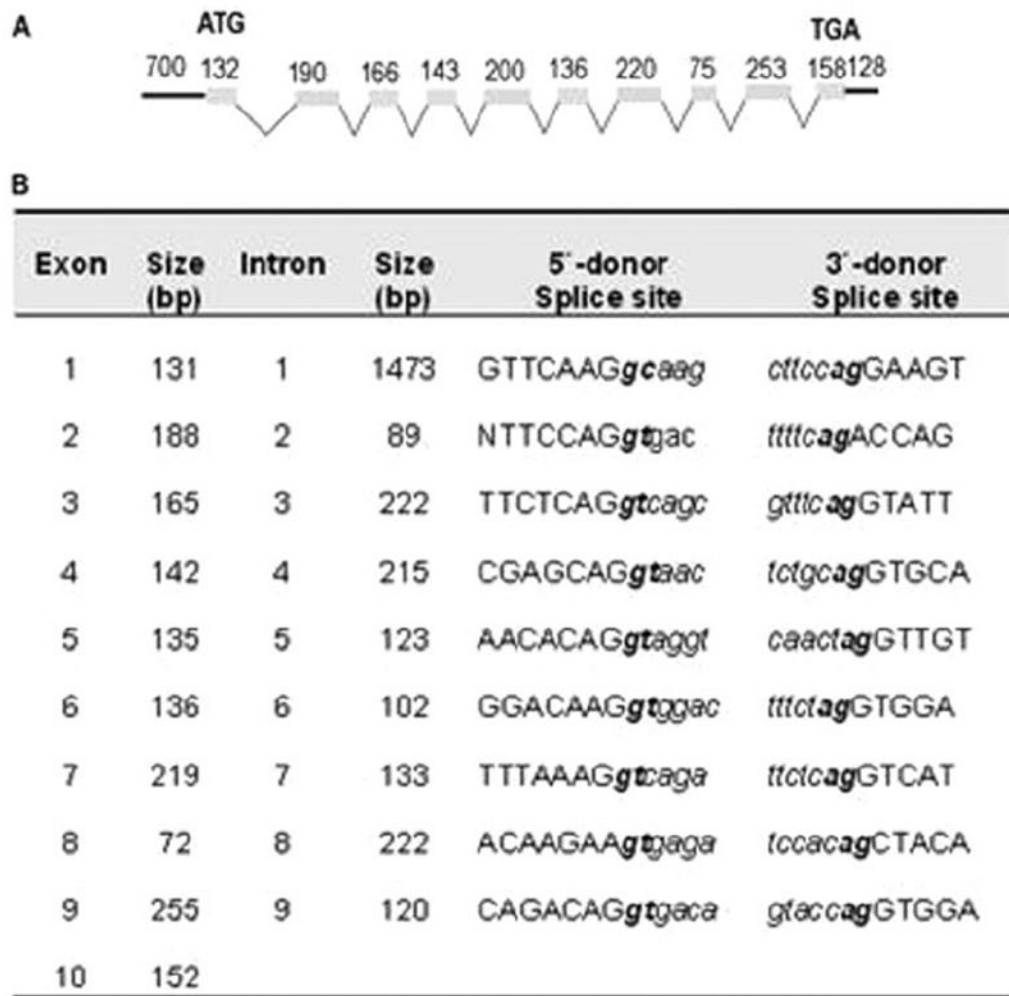 A
ATG TGA
700 132 190 166 143 200 136 220 75 253 158 128
B
Exon Size Intron Size 5´-donor 3´-donor
(bp) (bp) Splice site Splice site
1 131 1 1473 GTTCAAGgcaag cttccagGAAGT
2 188 2 89 NTTCCAGgtgac ttttcagACCAG
3 165 3 222 TTCTCAGgtcagc gtttcagGTATT
4 142 4 215 CGAGCAGgtaac tctgcagGTGCA
5 135 5 123 AACACAGgtaggt caactagGTTGT
6 136 6 102 GGACAAGgtggac tttctagGTGGA
7 219 7 133 TTTAAAGgtcaga ttctcagGTCAT
8 72 8 222 ACAAGAAgtgaga tccacagCTACA
9 255 9 120 CAGACAGgtgaca gtaccagGTGGA
10 152